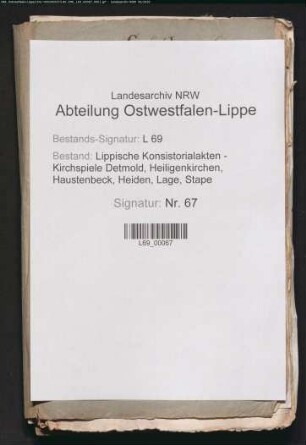 Landesarchiv NRW
Abteilung Ostwestfalen-Lippe
Bestands-Signatur: L 69
Bestand: Lippische Konsistorialakten -
Kirchspiele Detmold, Heiligenkirchen,
Haustenbeck, Heiden, Lage, Stape
Signatur: Nr. 67
L69_00067